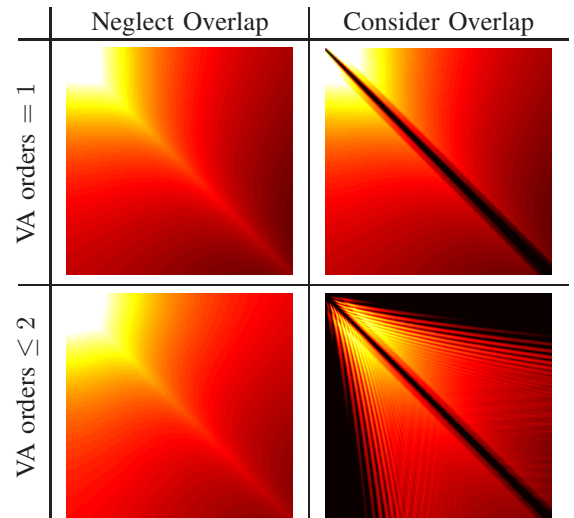 Neglect Overlap
Consider Overlap
VA orders = 1
VA orders ≤ 2